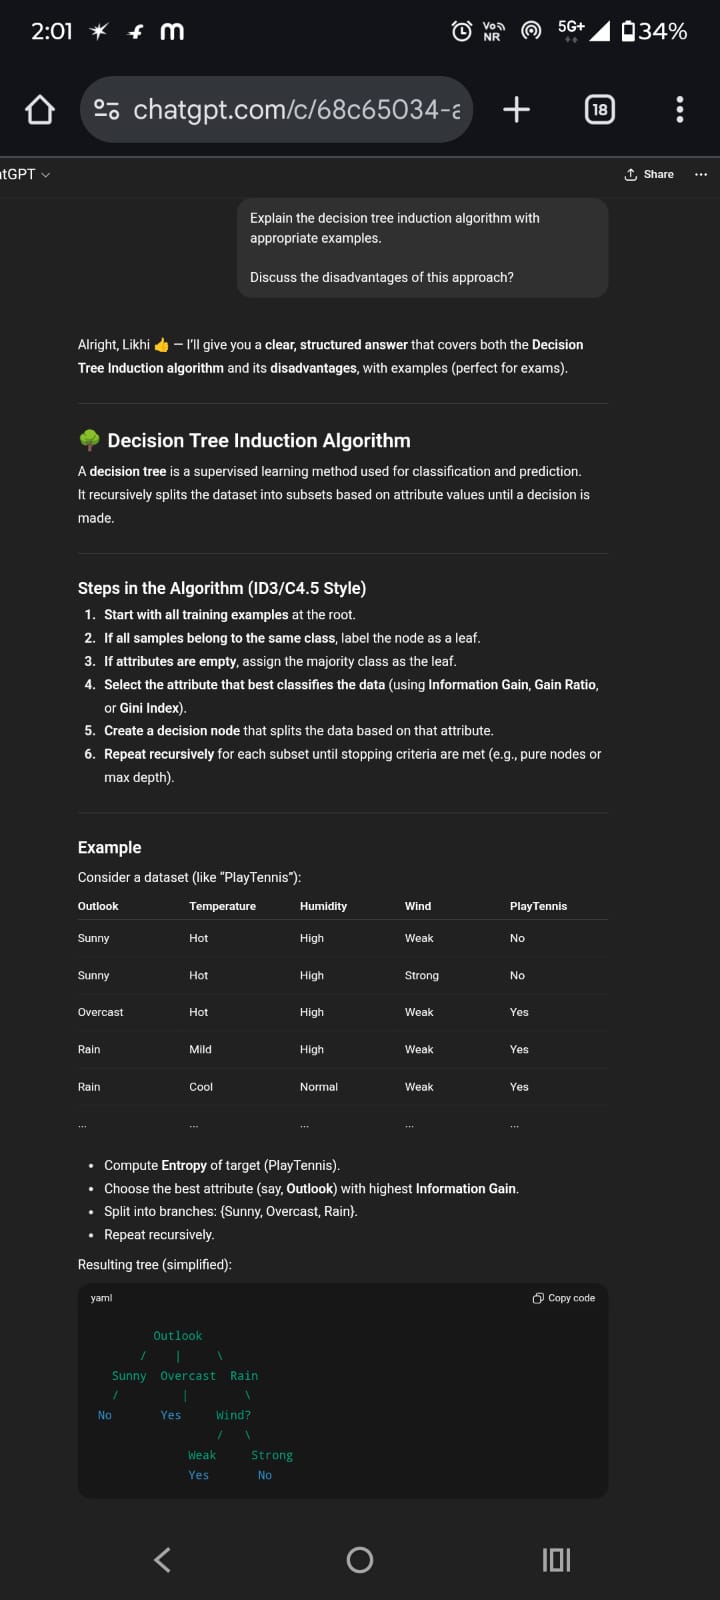 2:01 Vo NR 5G+ 34%
chatgpt.com/c/68c65034-a
18
tGPT Share
Explain the decision tree induction algorithm with
appropriate examples.
Discuss the disadvantages of this approach?
Alright, Likhi 👍 — I'll give you a clear, structured answer that covers both the Decision
Tree Induction algorithm and its disadvantages, with examples (perfect for exams).
🌳 Decision Tree Induction Algorithm
A decision tree is a supervised learning method used for classification and prediction.
It recursively splits the dataset into subsets based on attribute values until a decision is
made.
Steps in the Algorithm (ID3/C4.5 Style)
1. Start with all training examples at the root.
2. If all samples belong to the same class, label the node as a leaf.
3. If attributes are empty, assign the majority class as the leaf.
4. Select the attribute that best classifies the data (using Information Gain, Gain Ratio,
or Gini Index).
5. Create a decision node that splits the data based on that attribute.
6. Repeat recursively for each subset until stopping criteria are met (e.g., pure nodes or
max depth).
Example
Consider a dataset (like "PlayTennis"):
Outlook Temperature Humidity Wind PlayTennis
Sunny Hot High Weak No
Sunny Hot High Strong No
Overcast Hot High Weak Yes
Rain Mild High Weak Yes
Rain Cool Normal Weak Yes
... ... ... ... ...
• Compute Entropy of target (PlayTennis).
• Choose the best attribute (say, Outlook) with highest Information Gain.
• Split into branches: {Sunny, Overcast, Rain}.
• Repeat recursively.
Resulting tree (simplified):
yaml Copy code
Outlook
/ | \
Sunny Overcast Rain
/ | \
No Yes Wind?
/ \
Weak Strong
Yes No